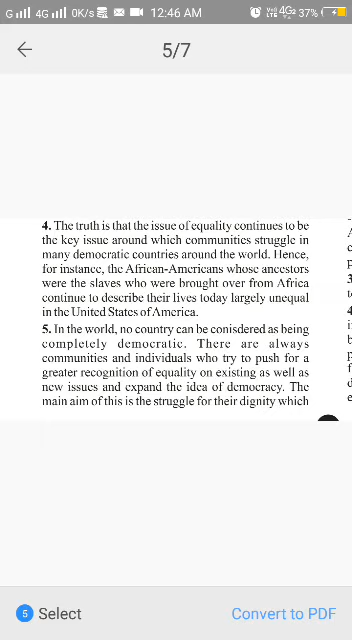 G 4G 0K/s 12:46 AM VoLTE 4G2 37%
5/7
4. The truth is that the issue of equality continues to be
the key issue around which communities struggle in
many democratic countries around the world. Hence,
for instance, the African-Americans whose ancestors
were the slaves who were brought over from Africa
continue to describe their lives today largely unequal
in the United States of America.
5. In the world, no country can be conisdered as being
completely democratic. There are always
communities and individuals who try to push for a
greater recognition of equality on existing as well as
new issues and expand the idea of democracy. The
main aim of this is the struggle for their dignity which
5 Select
Convert to PDF